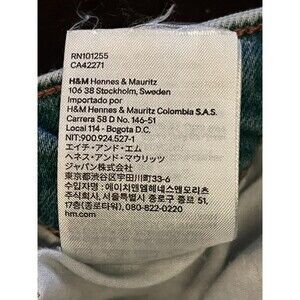 RN101255
CA42271
H&M Hennes & Mauritz
106 38 Stockholm, Sweden
Importado por
H&M Hennes & Mauritz Colombia S.A.S.
Carrera 58 D No. 146-51
Local 114 - Bogota D.C.
NIT:900.924.527-1
エイチ・アンド・エム
ヘネス・アンド・マウリッツ
ジャパン株式会社
東京都渋谷区宇田川町33-6
수입자명 : 에이치앤엠헤네스앤모리츠
주식회사, 서울특별시 종로구 종로 51,
17층(종로타워), 080-822-0220
hm.com